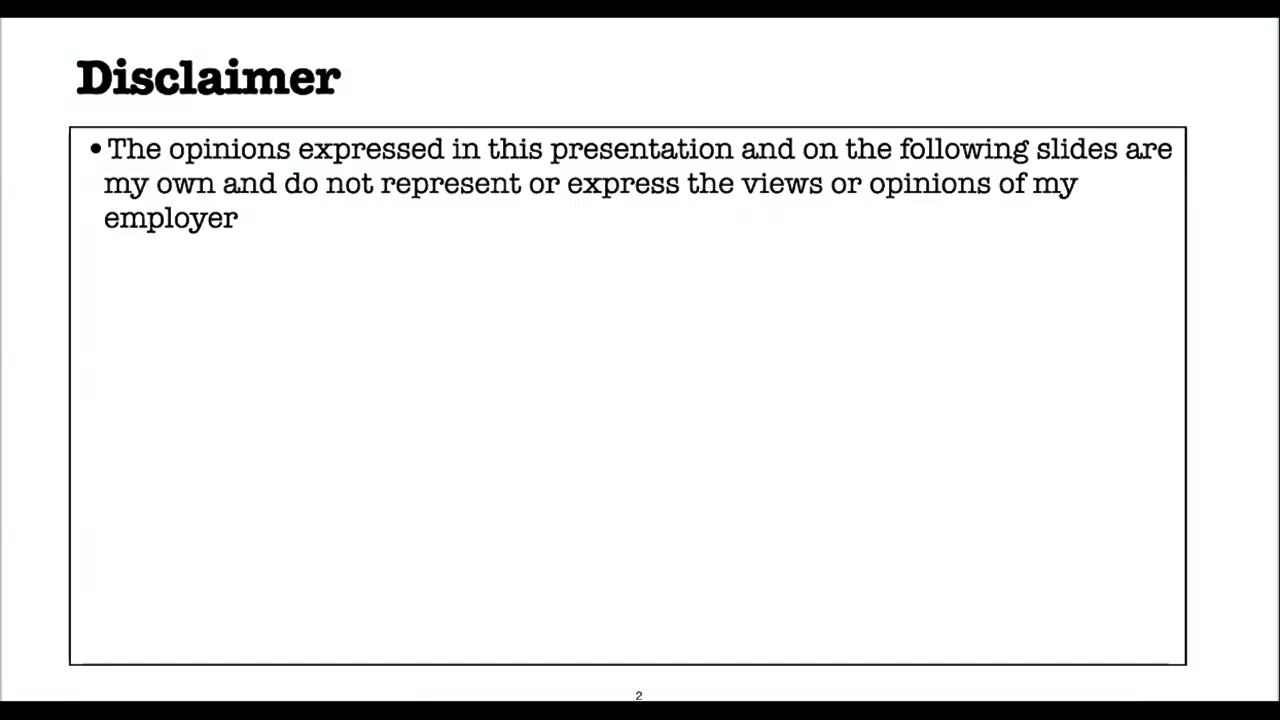 Disclaimer
•The opinions expressed in this presentation and on the following slides are
my own and do not represent or express the views or opinions of my
employer
2